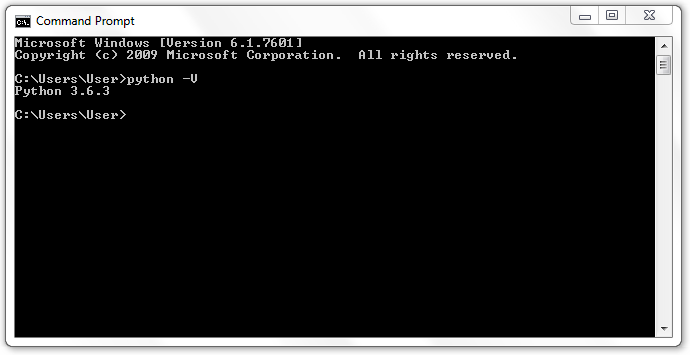 Command Prompt
Microsoft Windows [Version 6.1.7601]
Copyright (c) 2009 Microsoft Corporation.  All rights reserved.
C:\Users\User>python -V
Python 3.6.3
C:\Users\User>